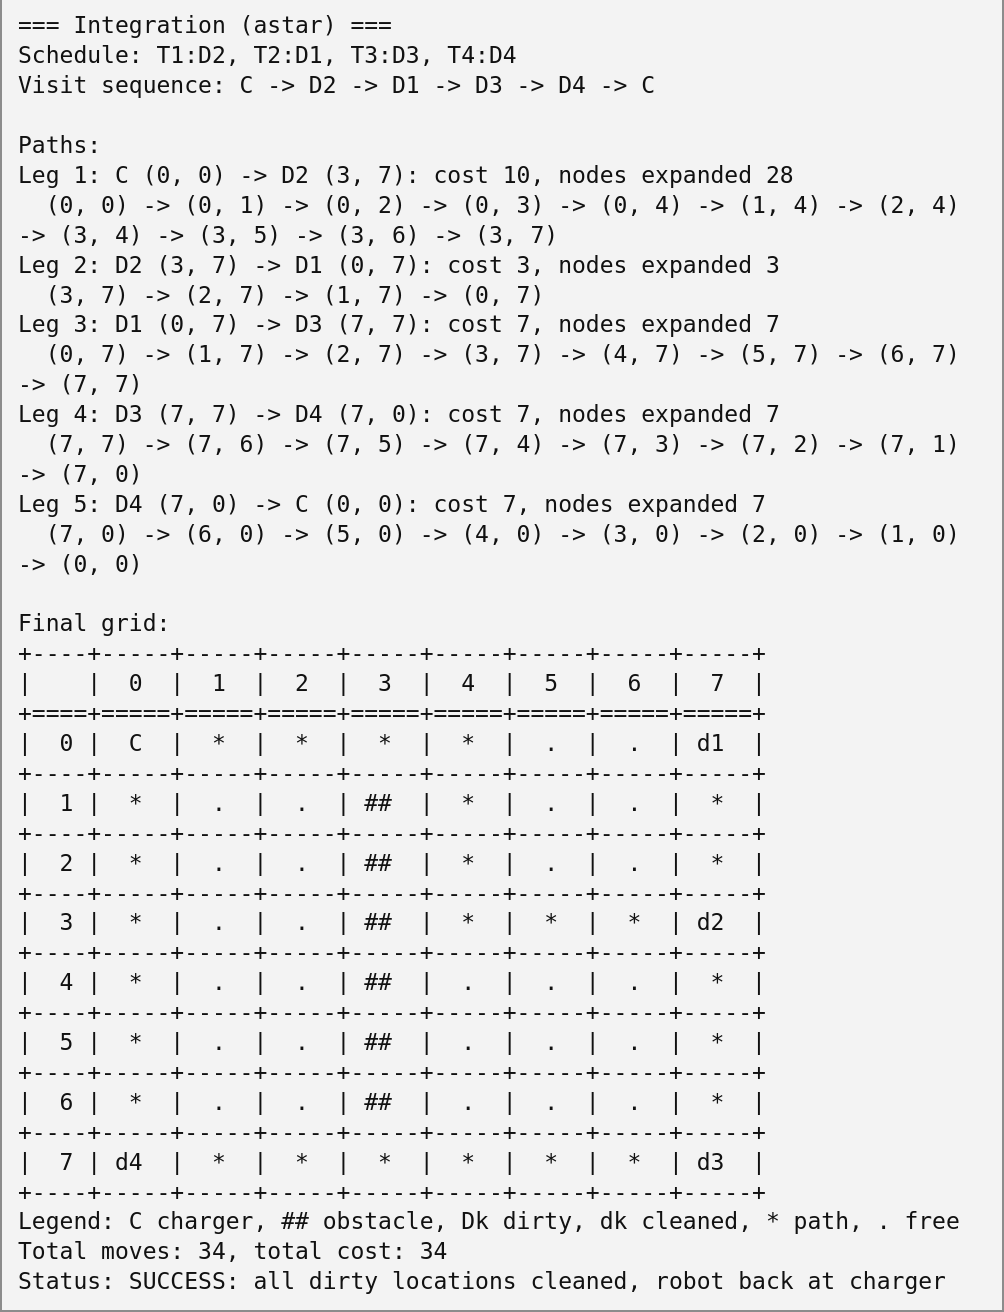 === Integration (astar) ===
Schedule: T1:D2, T2:D1, T3:D3, T4:D4
Visit sequence: C -> D2 -> D1 -> D3 -> D4 -> C

Paths:
Leg 1: C (0, 0) -> D2 (3, 7): cost 10, nodes expanded 28
  (0, 0) -> (0, 1) -> (0, 2) -> (0, 3) -> (0, 4) -> (1, 4) -> (2, 4)
-> (3, 4) -> (3, 5) -> (3, 6) -> (3, 7)
Leg 2: D2 (3, 7) -> D1 (0, 7): cost 3, nodes expanded 3
  (3, 7) -> (2, 7) -> (1, 7) -> (0, 7)
Leg 3: D1 (0, 7) -> D3 (7, 7): cost 7, nodes expanded 7
  (0, 7) -> (1, 7) -> (2, 7) -> (3, 7) -> (4, 7) -> (5, 7) -> (6, 7)
-> (7, 7)
Leg 4: D3 (7, 7) -> D4 (7, 0): cost 7, nodes expanded 7
  (7, 7) -> (7, 6) -> (7, 5) -> (7, 4) -> (7, 3) -> (7, 2) -> (7, 1)
-> (7, 0)
Leg 5: D4 (7, 0) -> C (0, 0): cost 7, nodes expanded 7
  (7, 0) -> (6, 0) -> (5, 0) -> (4, 0) -> (3, 0) -> (2, 0) -> (1, 0)
-> (0, 0)

Final grid:
+----+-----+-----+-----+-----+-----+-----+-----+-----+
|    |  0  |  1  |  2  |  3  |  4  |  5  |  6  |  7  |
+====+=====+=====+=====+=====+=====+=====+=====+=====+
|  0 |  C  |  *  |  *  |  *  |  *  |  .  |  .  | d1  |
+----+-----+-----+-----+-----+-----+-----+-----+-----+
|  1 |  *  |  .  |  .  | ##  |  *  |  .  |  .  |  *  |
+----+-----+-----+-----+-----+-----+-----+-----+-----+
|  2 |  *  |  .  |  .  | ##  |  *  |  .  |  .  |  *  |
+----+-----+-----+-----+-----+-----+-----+-----+-----+
|  3 |  *  |  .  |  .  | ##  |  *  |  *  |  *  | d2  |
+----+-----+-----+-----+-----+-----+-----+-----+-----+
|  4 |  *  |  .  |  .  | ##  |  .  |  .  |  .  |  *  |
+----+-----+-----+-----+-----+-----+-----+-----+-----+
|  5 |  *  |  .  |  .  | ##  |  .  |  .  |  .  |  *  |
+----+-----+-----+-----+-----+-----+-----+-----+-----+
|  6 |  *  |  .  |  .  | ##  |  .  |  .  |  .  |  *  |
+----+-----+-----+-----+-----+-----+-----+-----+-----+
|  7 | d4  |  *  |  *  |  *  |  *  |  *  |  *  | d3  |
+----+-----+-----+-----+-----+-----+-----+-----+-----+
Legend: C charger, ## obstacle, Dk dirty, dk cleaned, * path, . free
Total moves: 34, total cost: 34
Status: SUCCESS: all dirty locations cleaned, robot back at charger